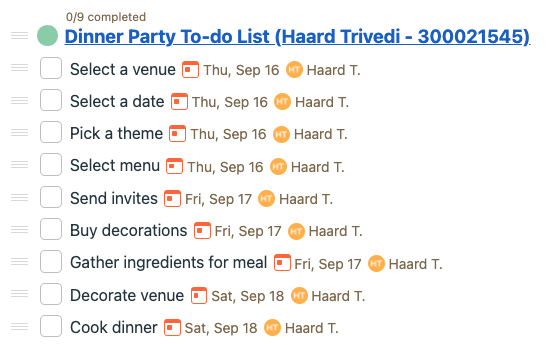 0/9 completed
Dinner Party To-do List (Haard Trivedi - 300021545)
Select a venue Thu, Sep 16 HT Haard T.
Select a date Thu, Sep 16 HT Haard T.
Pick a theme Thu, Sep 16 HT Haard T.
Select menu Thu, Sep 16 HT Haard T.
Send invites Fri, Sep 17 HT Haard T.
Buy decorations Fri, Sep 17 HT Haard T.
Gather ingredients for meal Fri, Sep 17 HT Haard T.
Decorate venue Sat, Sep 18 HT Haard T.
Cook dinner Sat, Sep 18 HT Haard T.